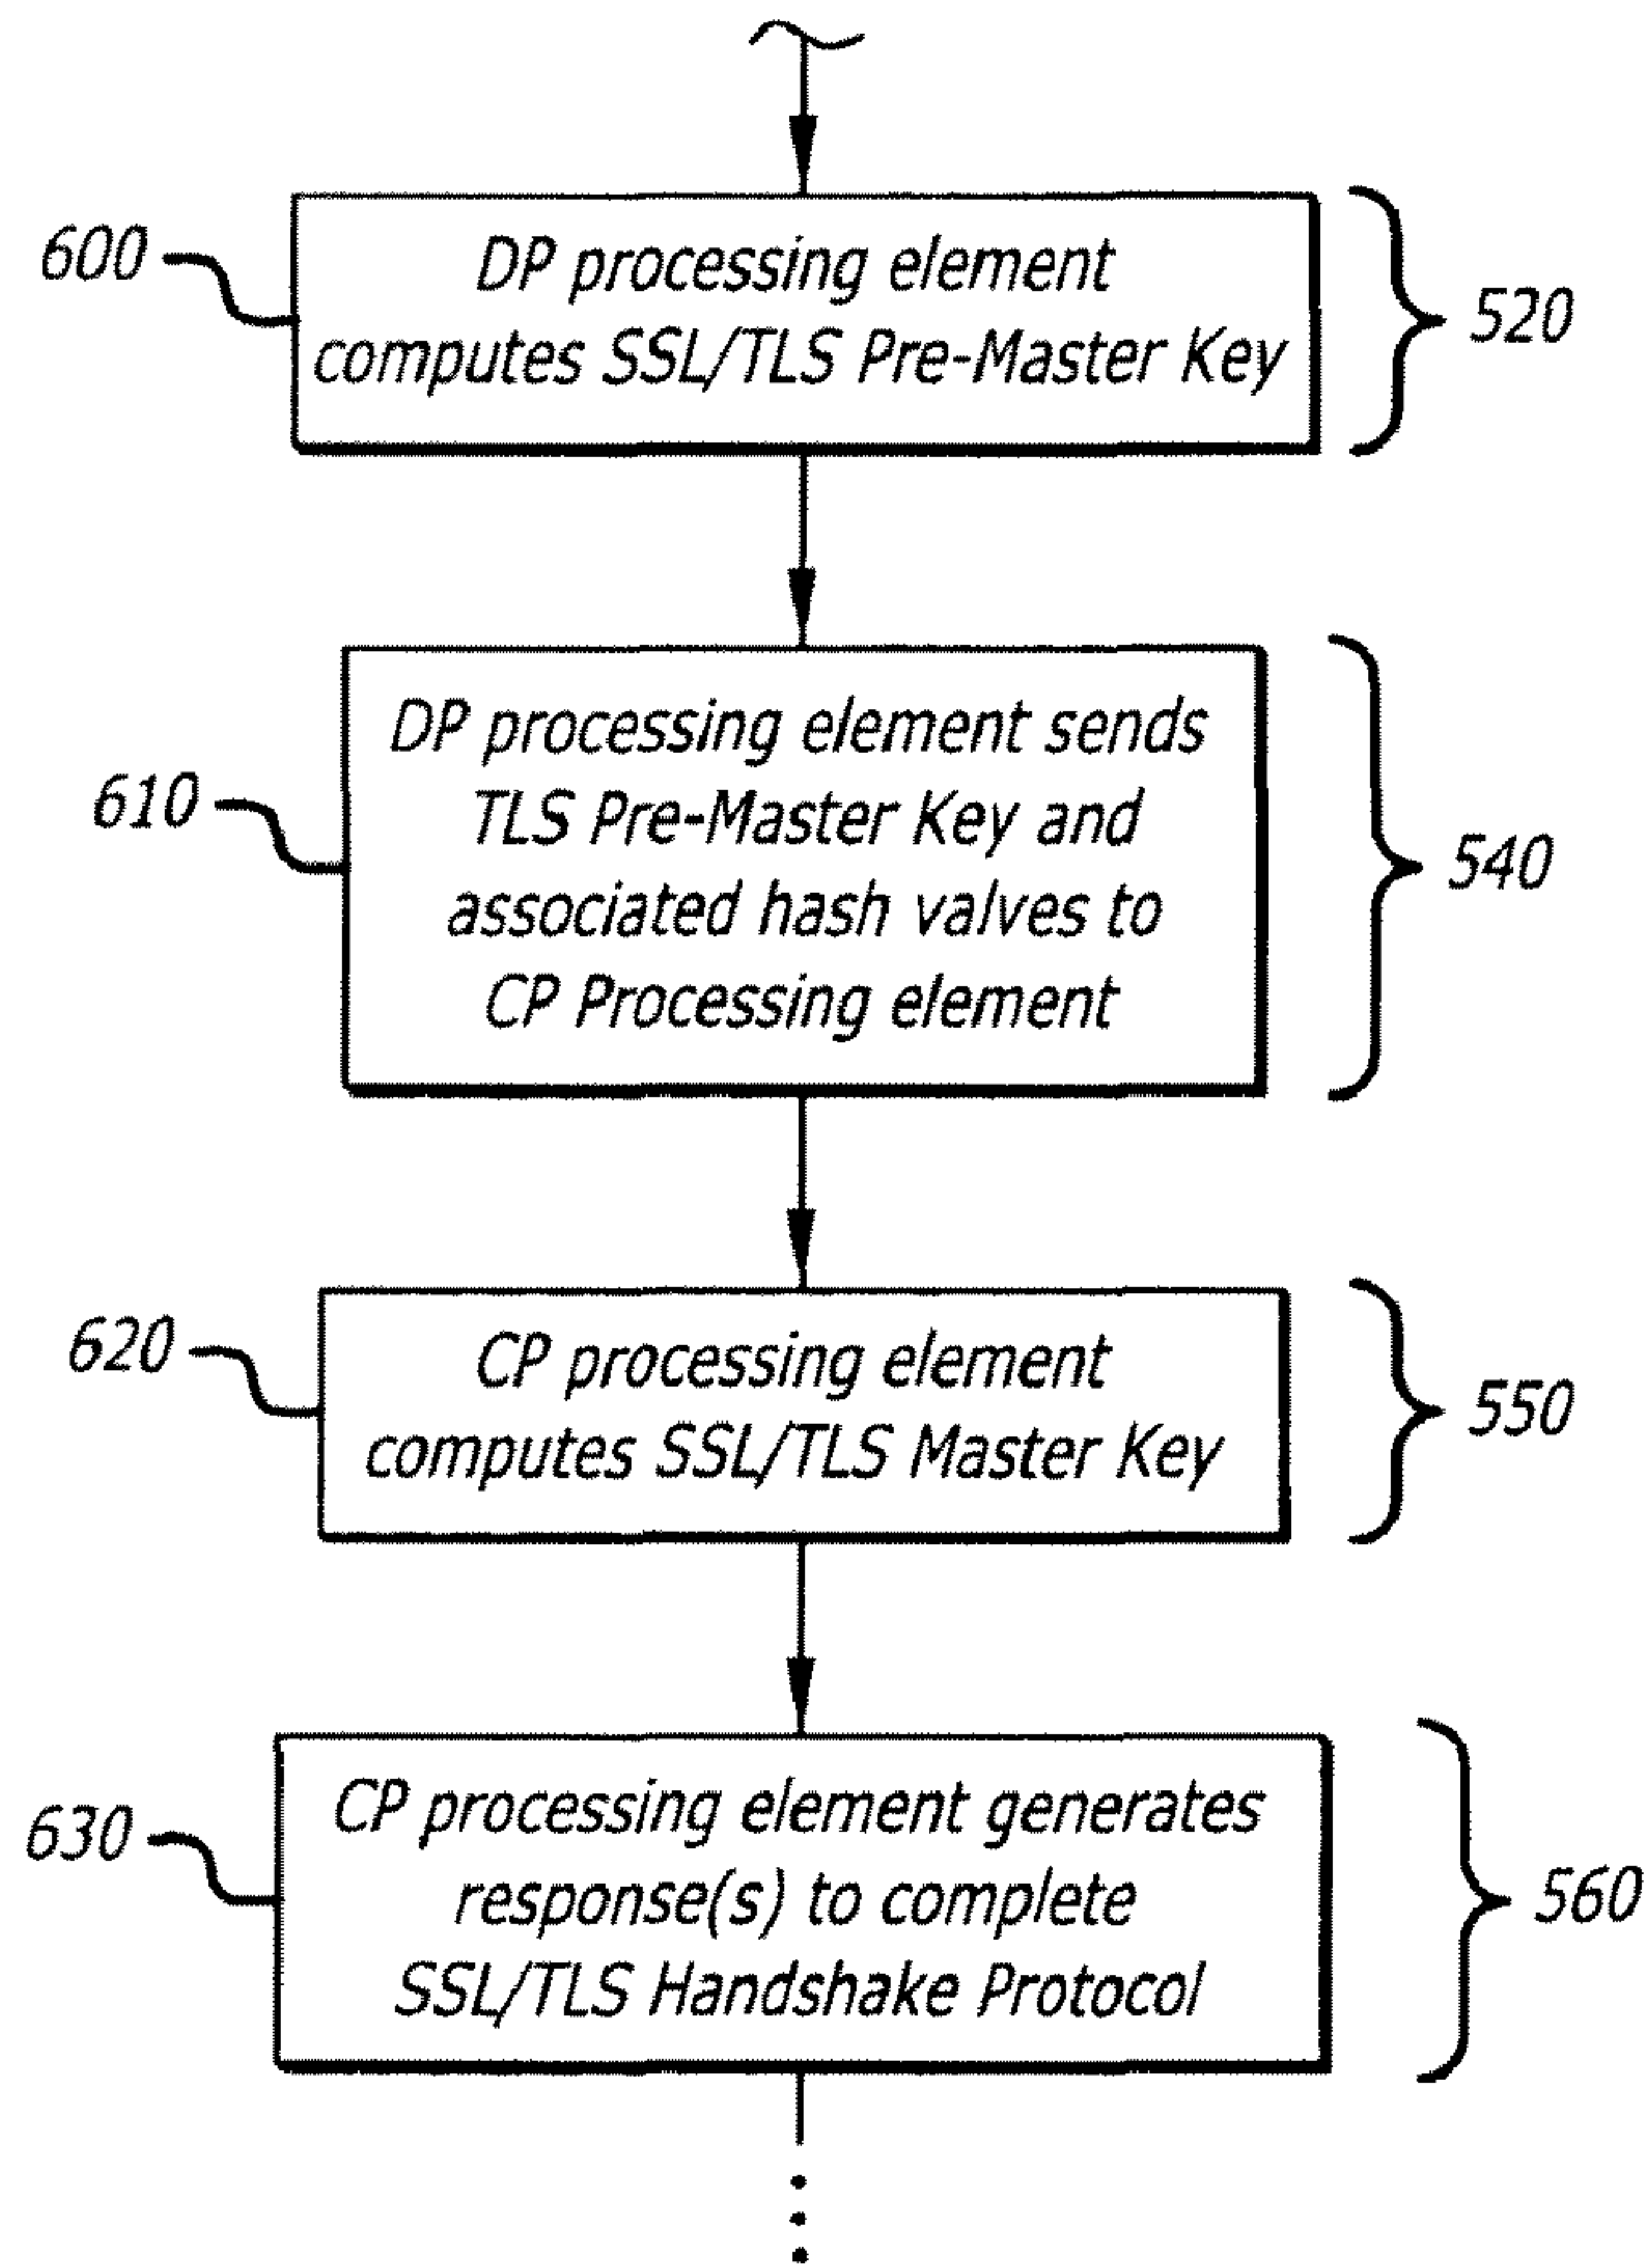 600
DP processing element
computes SSL/TLS Pre-Master Key
520
610
DP processing element sends
TLS Pre-Master Key and
associated hash valves to
CP Processing element
540
620
CP processing element
computes SSL/TLS Master Key
550
630
CP processing element generates
response(s) to complete
SSL/TLS Handshake Protocol
560